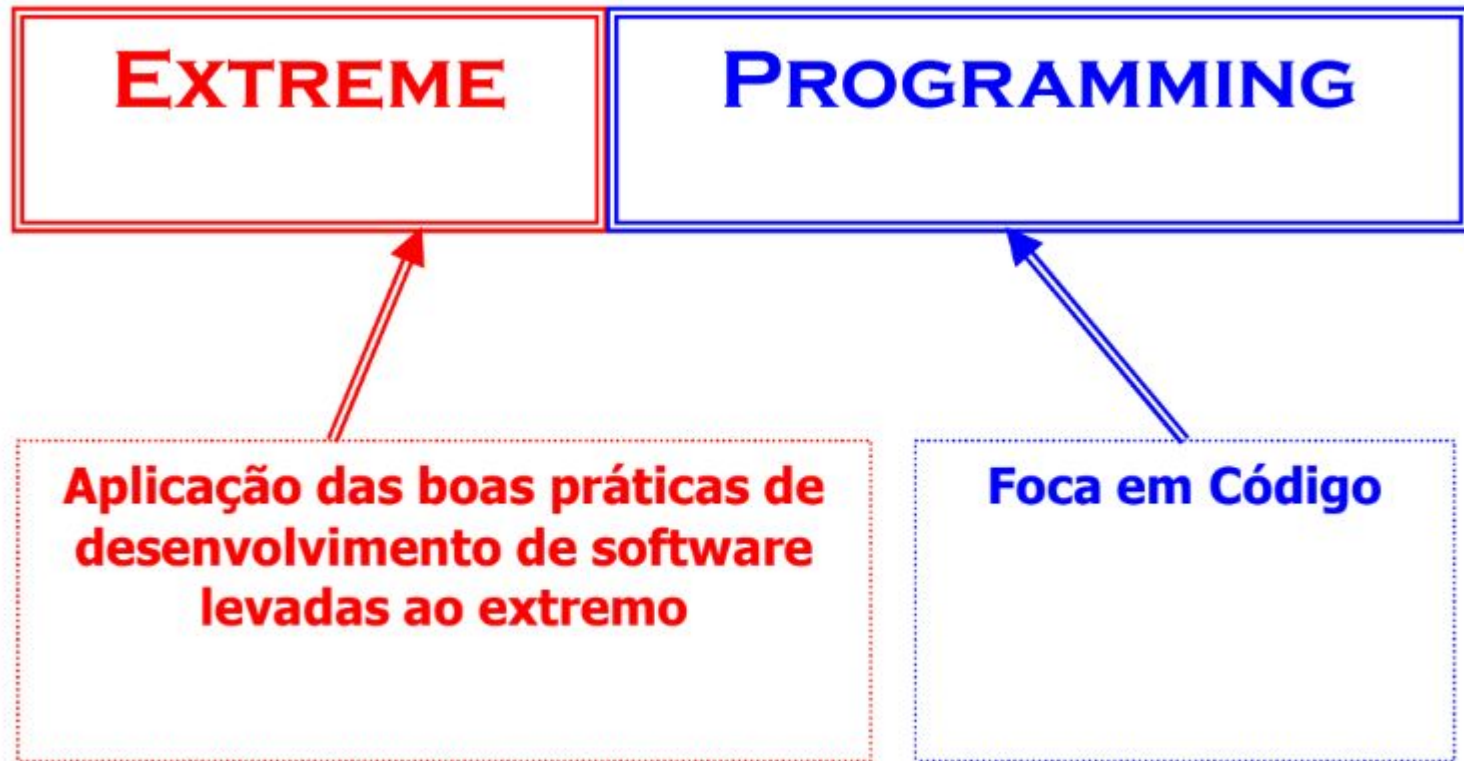 EXTREME
PROGRAMMING
Aplicação das boas práticas de
desenvolvimento de software
levadas ao extremo
Foca em Código